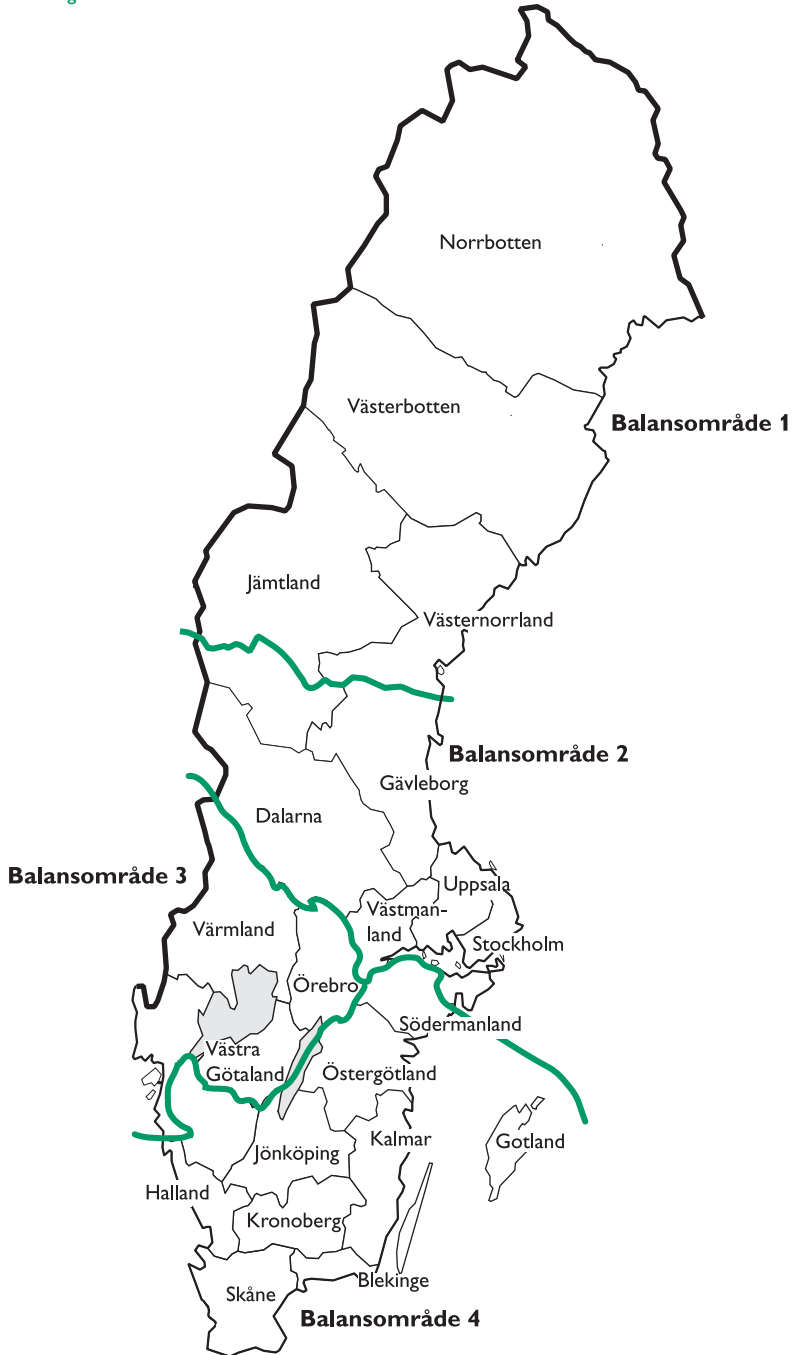 Norrbotten
Västerbotten
Balansområde 1
Jämtland
Västernorrland
Balansområde 2
Gävleborg
Dalarna
Balansområde 3
Uppsala
Västman-
land
Värmland
Stockholm
Örebro
Södermanland
Västra
Götaland
Östergötland
Kalmar
Gotland
Jönköping
Halland
Kronoberg
Blekinge
Skåne
Balansområde 4